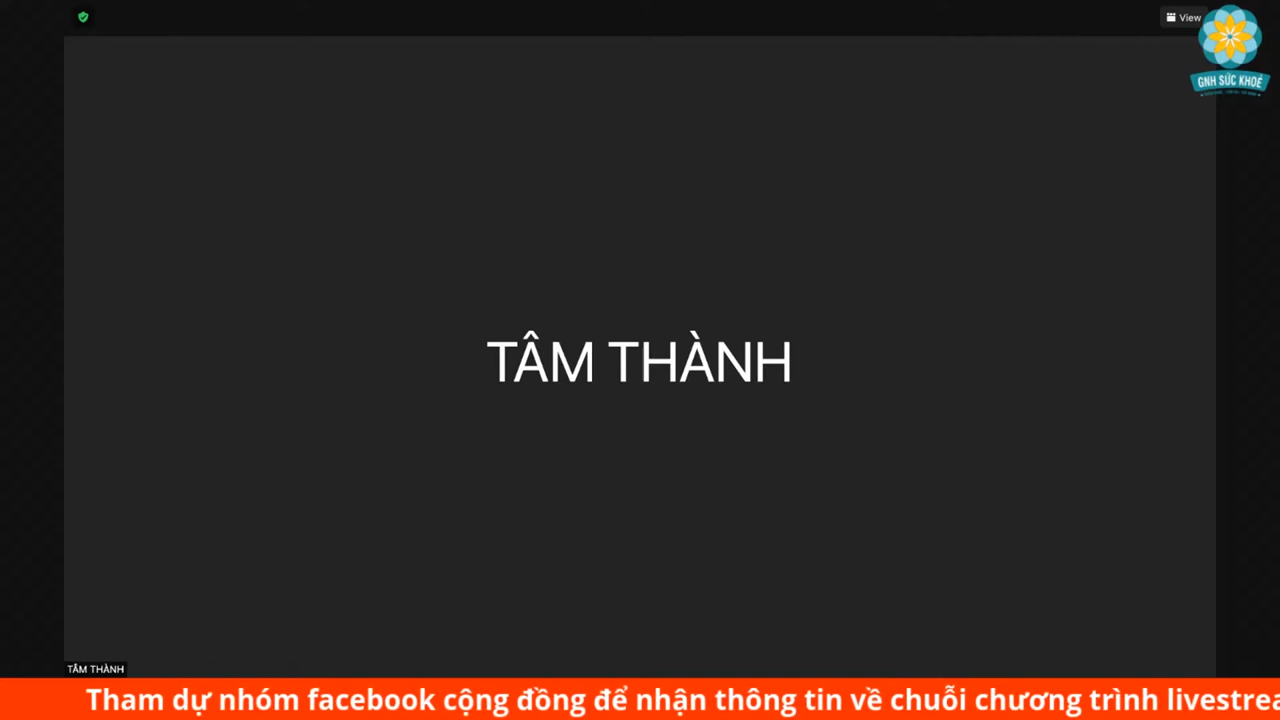 View
GNH SỨC KHOẺ
TÂM THÀNH
TÂM THÀNH
Tham dự nhóm facebook cộng đồng để nhận thông tin về chuỗi chương trình livestrea